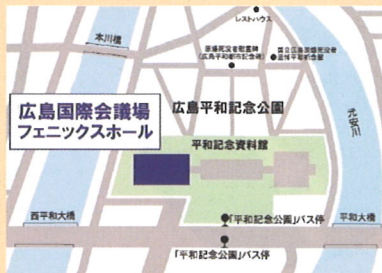 レストハウス
本川橋
原爆死没者慰霊碑
(広島平和都市記念碑)
国立広島原爆死没者
追悼平和祈念館
広島国際会議場
フェニックスホール
広島平和記念公園
元安川
平和記念資料館
西平和大橋
「平和記念公園」バス停
平和大橋
「平和記念公園」バス停